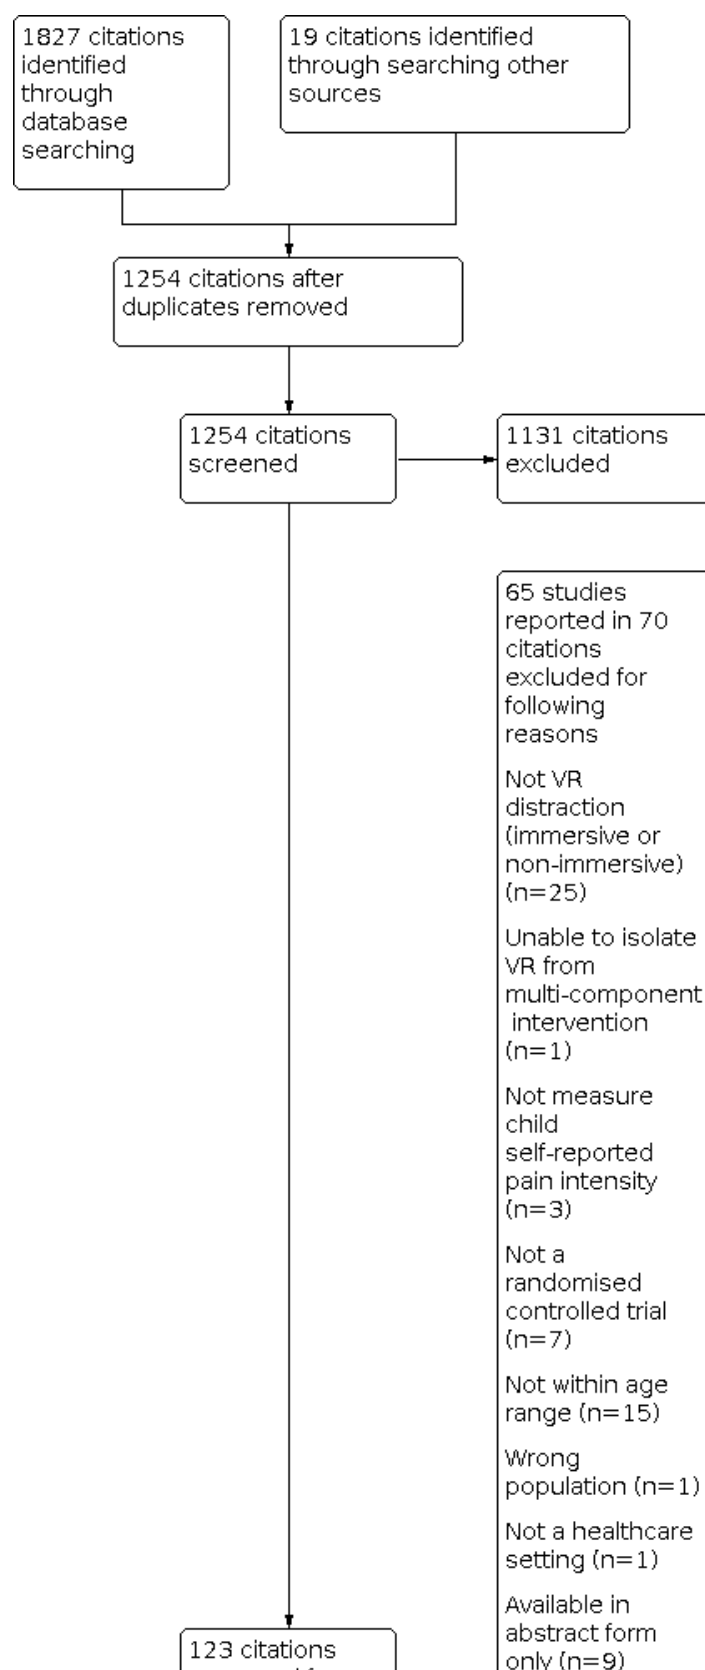 1827 citations
identified
through
database
searching
19 citations identified
through searching other
sources
1254 citations after
duplicates removed
1254 citations
screened
1131 citations
excluded
65 studies
reported in 70
citations
excluded for
following
reasons
Not VR
distraction
(immersive or
non-immersive)
(n=25)
Unable to isolate
VR from
multi-component
intervention
(n=1)
Not measure
child
self-reported
pain intensity
(n=3)
Not a
randomised
controlled trial
(n=7)
Not within age
range (n=15)
Wrong
population (n=1)
Not a healthcare
setting (n=1)
Available in
abstract form
only (n=9)
123 citations